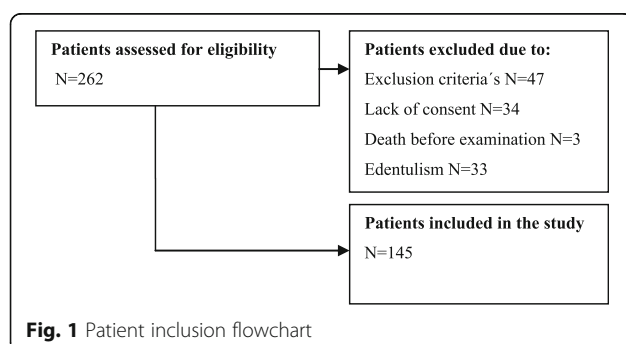 Patients assessed for eligibility
N=262
Patients excluded due to:
Exclusion criteria´s N=47
Lack of consent N=34
Death before examination N=3
Edentulism N=33
Patients included in the study
N=145
Fig. 1 Patient inclusion flowchart